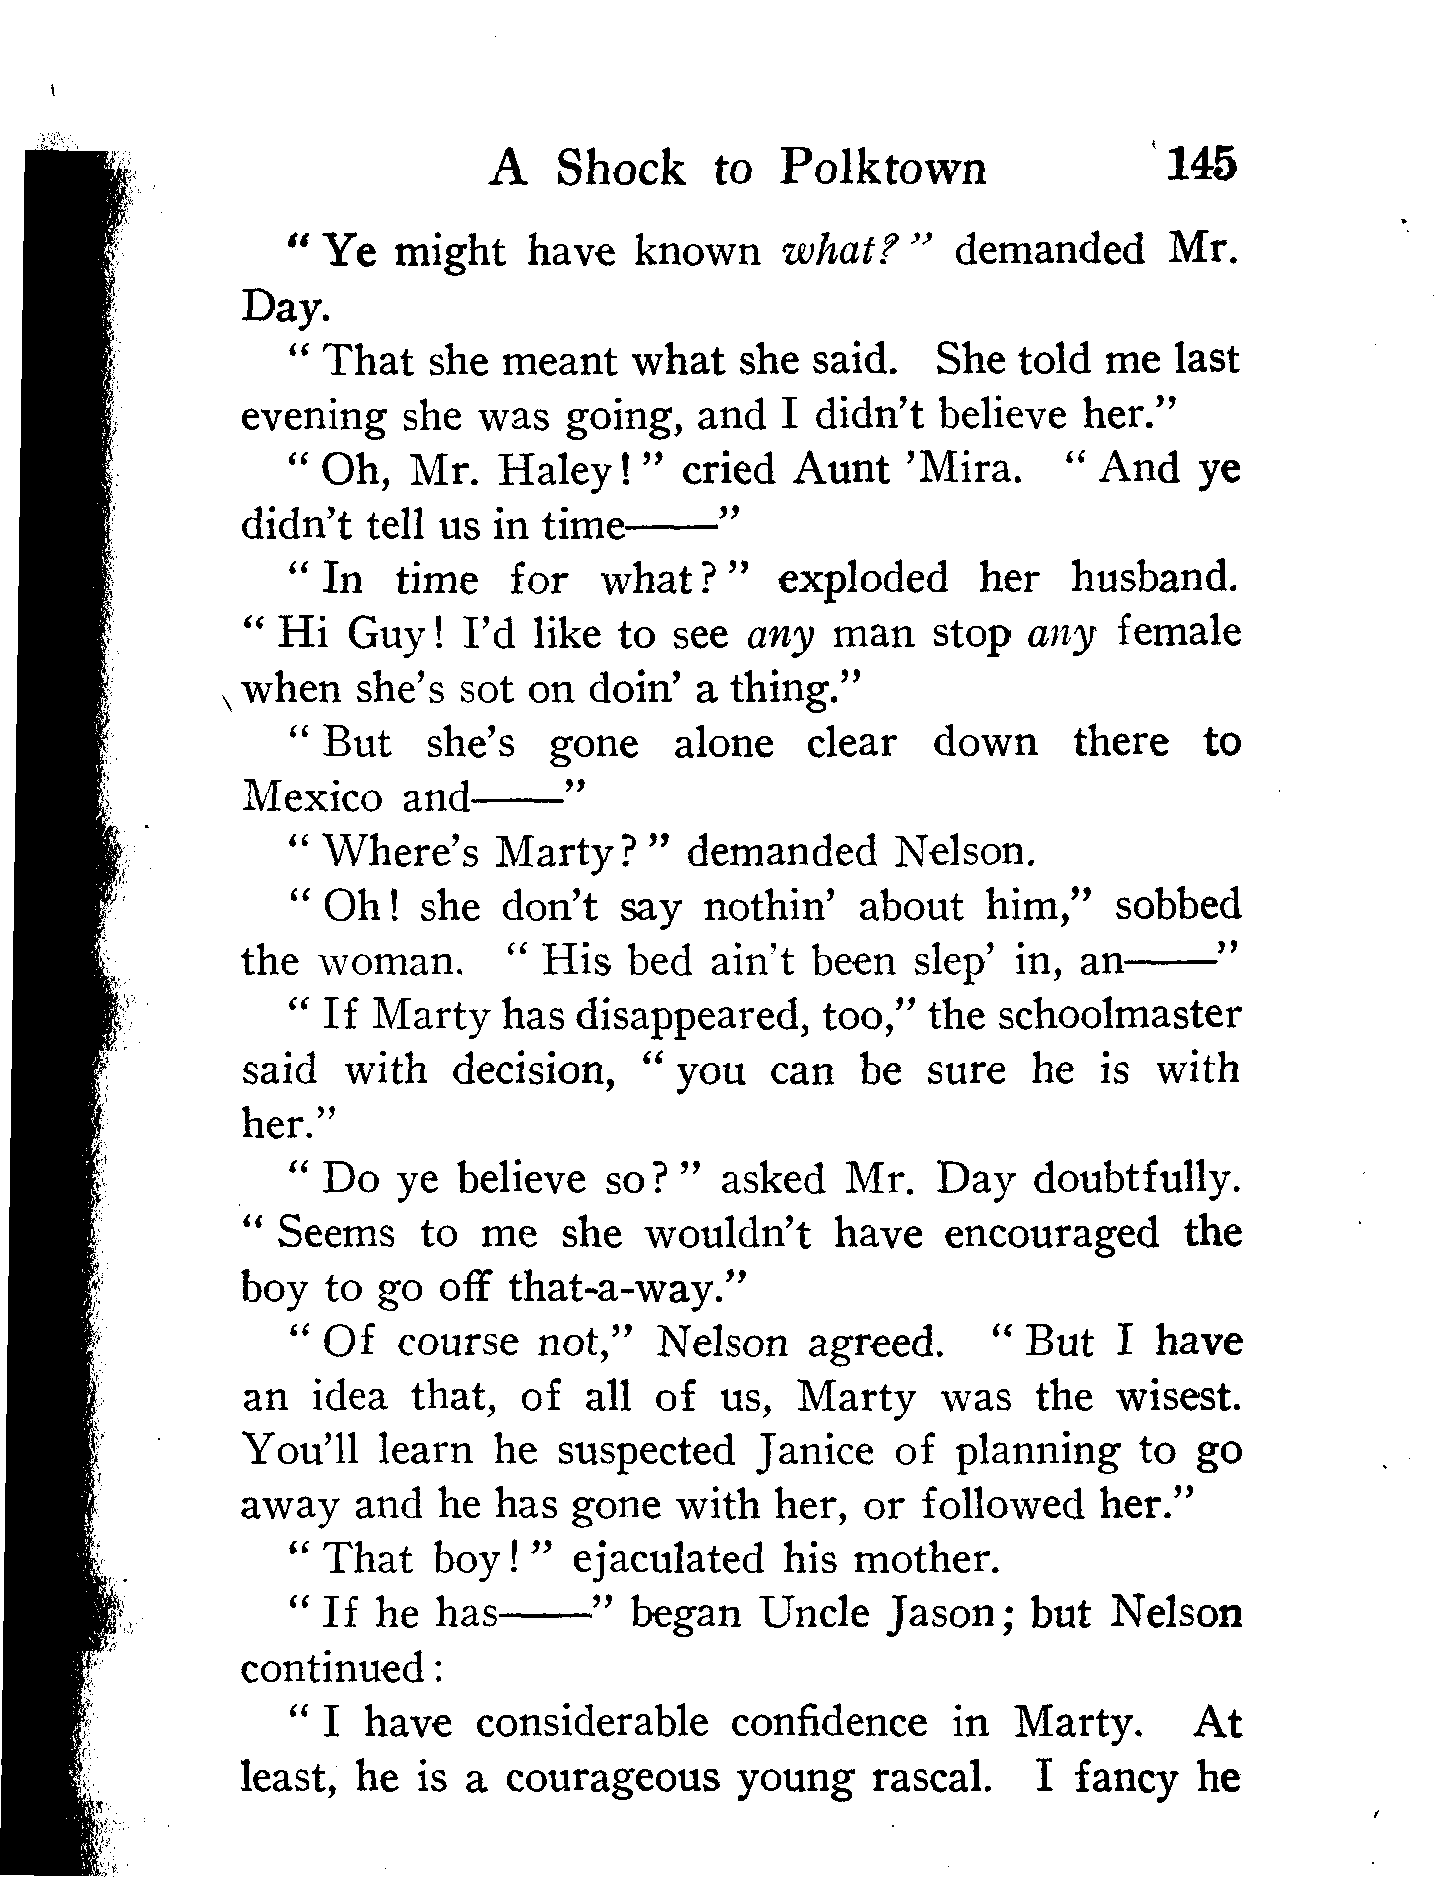 A Shock to Polktown 145
" Ye might have known what? " demanded Mr.
Day.
" That she meant what she said. She told me last
evening she was going, and I didn't believe her."
" Oh, Mr. Haley! " cried Aunt 'Mira. " And ye
didn't tell us in time——"
" In time for what? " exploded her husband.
" Hi Guy! I'd like to see any man stop any female
when she's sot on doin' a thing."
" But she's gone alone clear down there to
Mexico and——"
" Where's Marty? " demanded Nelson.
" Oh! she don't say nothin' about him," sobbed
the woman. " His bed ain't been slep' in, an——"
" If Marty has disappeared, too," the schoolmaster
said with decision, " you can be sure he is with
her."
" Do ye believe so? " asked Mr. Day doubtfully.
" Seems to me she wouldn't have encouraged the
boy to go off that-a-way."
" Of course not," Nelson agreed. " But I have
an idea that, of all of us, Marty was the wisest.
You'll learn he suspected Janice of planning to go
away and he has gone with her, or followed her."
" That boy! " ejaculated his mother.
" If he has——" began Uncle Jason; but Nelson
continued:
" I have considerable confidence in Marty. At
least, he is a courageous young rascal. I fancy he